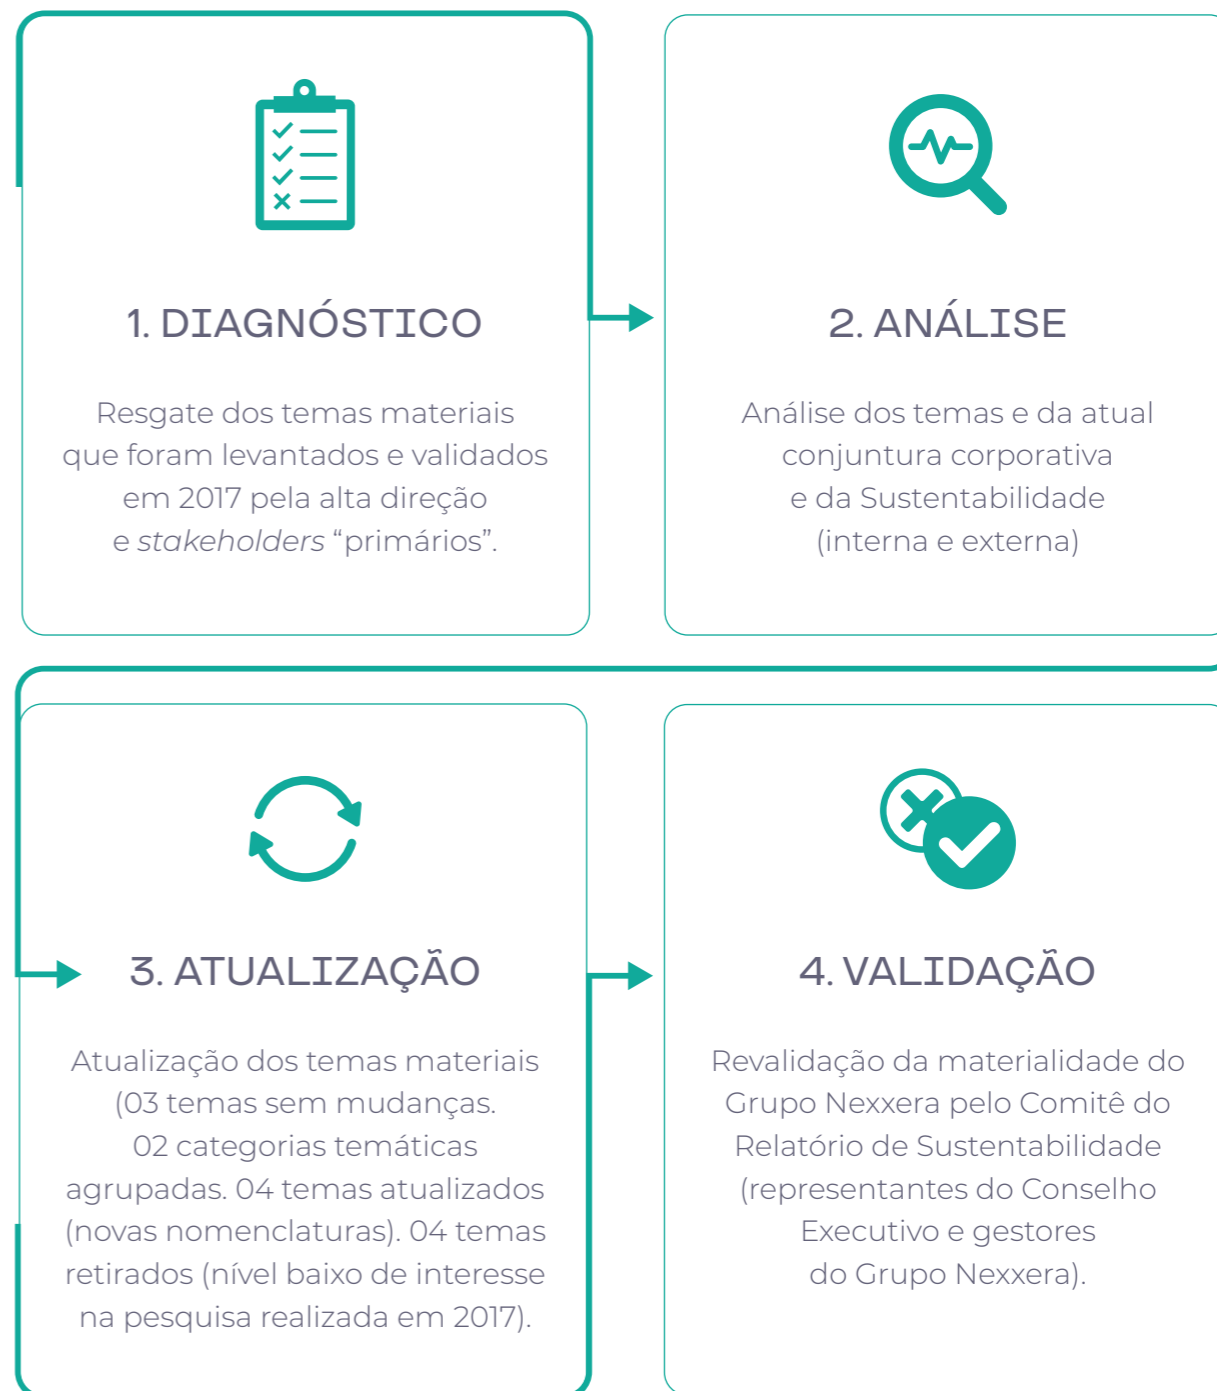 1. DIAGNÓSTICO
Resgate dos temas materiais
que foram levantados e validados
em 2017 pela alta direção
e stakeholders “primários”.
2. ANÁLISE
Análise dos temas e da atual
conjuntura corporativa
e da Sustentabilidade
(interna e externa)
3. ATUALIZAÇÃO
Atualização dos temas materiais
(03 temas sem mudanças.
02 categorias temáticas
agrupadas. 04 temas atualizados
(novas nomenclaturas). 04 temas
retirados (nível baixo de interesse
na pesquisa realizada em 2017).
4. VALIDAÇÃO
Revalidação da materialidade do
Grupo Nexxera pelo Comitê do
Relatório de Sustentabilidade
(representantes do Conselho
Executivo e gestores
do Grupo Nexxera).